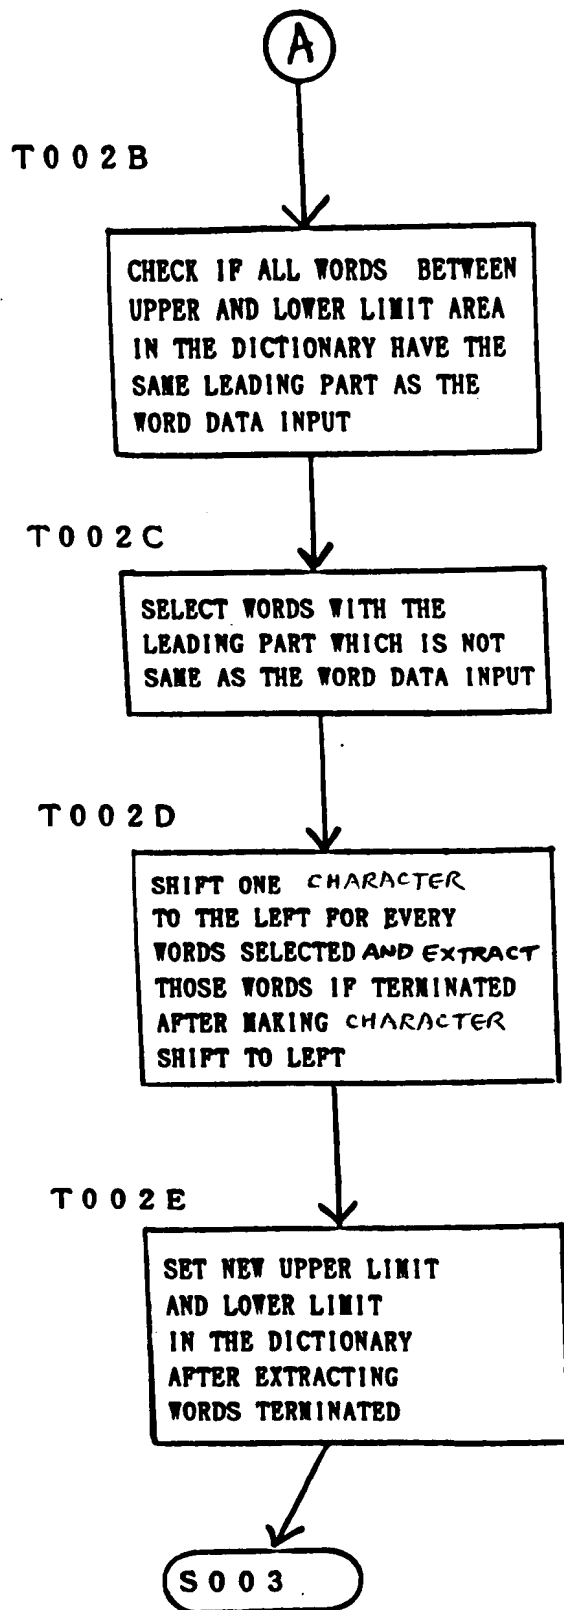 A
T002B
CHECK IF ALL WORDS BETWEEN
UPPER AND LOWER LIMIT AREA
IN THE DICTIONARY HAVE THE
SAME LEADING PART AS THE
WORD DATA INPUT
T002C
SELECT WORDS WITH THE
LEADING PART WHICH IS NOT
SAME AS THE WORD DATA INPUT
T002D
SHIFT ONE CHARACTER
TO THE LEFT FOR EVERY
WORDS SELECTED AND EXTRACT
THOSE WORDS IF TERMINATED
AFTER MAKING CHARACTER
SHIFT TO LEFT
T002E
SET NEW UPPER LIMIT
AND LOWER LIMIT
IN THE DICTIONARY
AFTER EXTRACTING
WORDS TERMINATED
S003